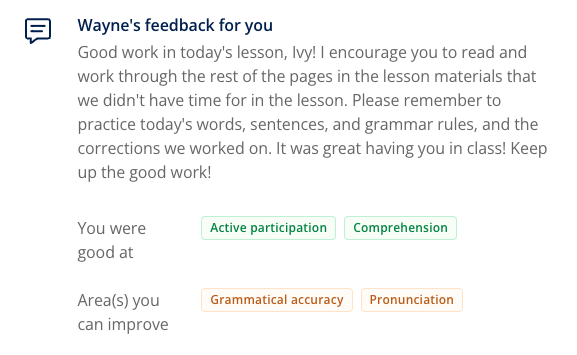 Wayne's feedback for you
Good work in today's lesson, Ivy! I encourage you to read and
work through the rest of the pages in the lesson materials that
we didn't have time for in the lesson. Please remember to
practice today's words, sentences, and grammar rules, and the
corrections we worked on. It was great having you in class! Keep
up the good work!
You were
good at
Active participation
Comprehension
Area(s) you
can improve
Grammatical accuracy
Pronunciation